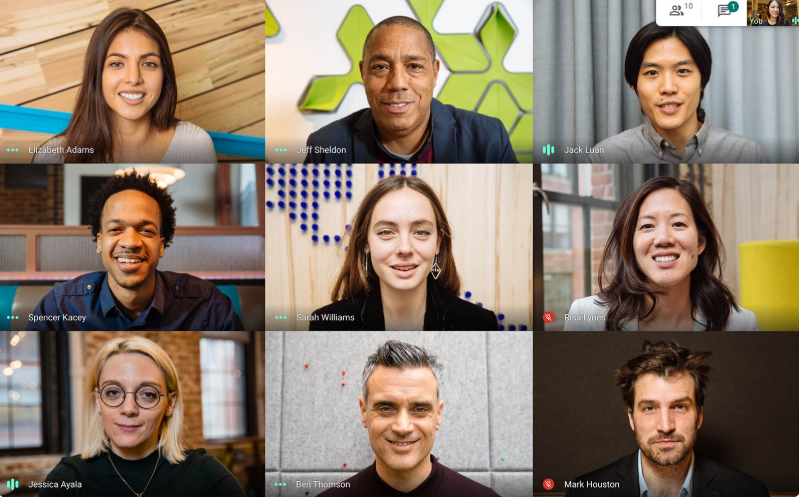 10
1
You
Elizabeth Adams
Jeff Sheldon
Jack Luan
Spencer Kacey
Sarah Williams
Risa Lynes
Jessica Ayala
Ben Thomson
Mark Houston